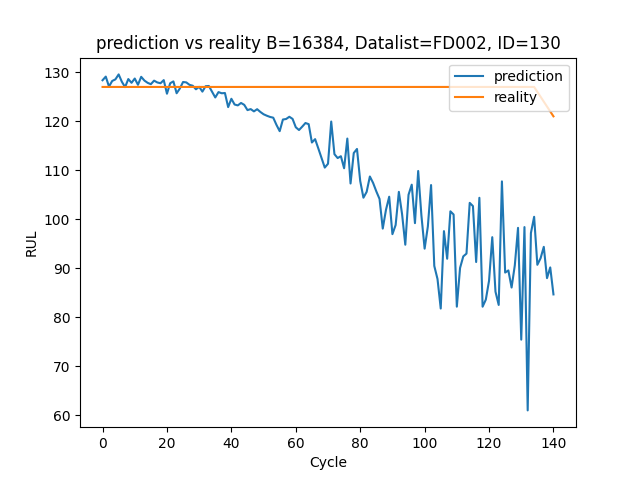 prediction vs reality B=16384, Datalist=FD002, ID=130
prediction
reality
RUL
130
120
110
100
90
80
70
60
0 20 40 60 80 100 120 140
Cycle